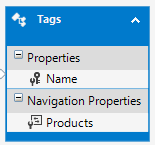 Tags
Properties
Name
Navigation Properties
Products